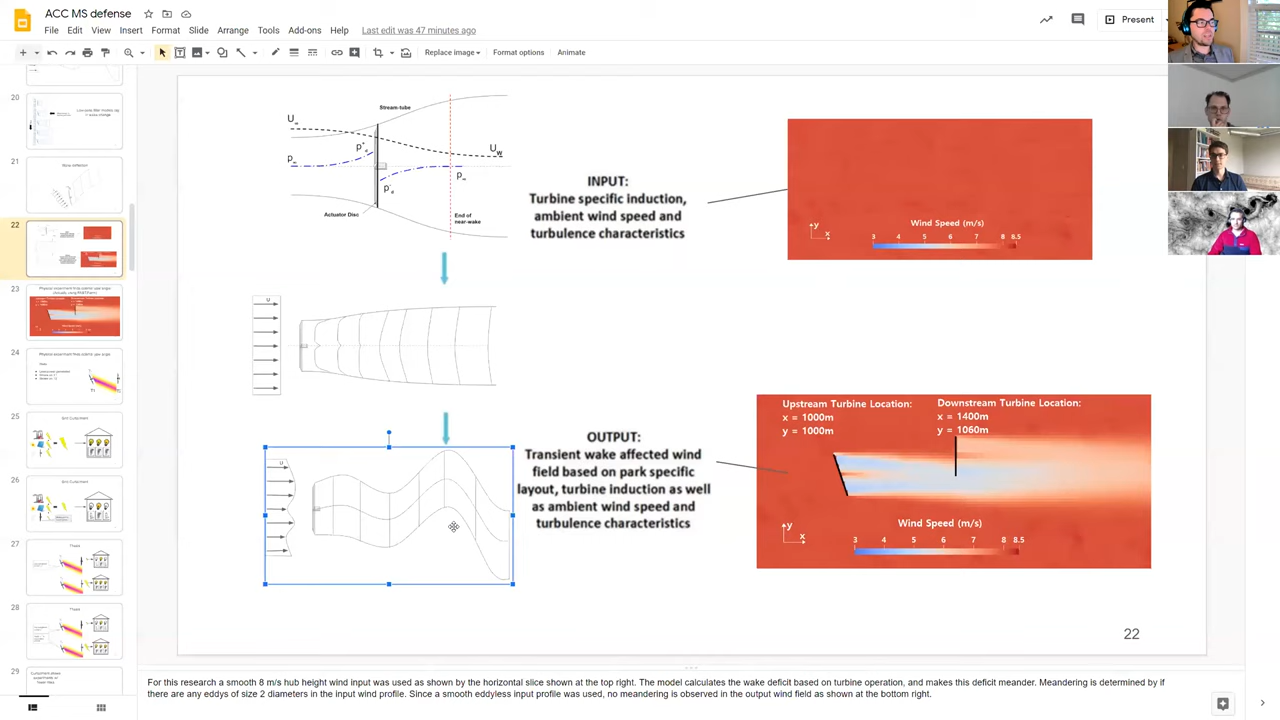 ACC MS defense
File Edit View Insert Format Slide Arrange Tools Add-ons Help Last edit was 47 minutes ago
Present
Replace image Format options Animate
20
21
22
23
24
25
26
27
28
29
Stream-tube
U∞
Uw
p∞
p+d
p-d
p∞
Actuator Disc
End of
near-wake
INPUT:
Turbine specific induction,
ambient wind speed and
turbulence characteristics
Wind Speed (m/s)
3 4 5 6 7 8 8.5
y
x
U
U
OUTPUT:
Transient wake affected wind
field based on park specific
layout, turbine induction as well
as ambient wind speed and
turbulence characteristics
Upstream Turbine Location:
x = 1000m
y = 1000m
Downstream Turbine Location:
x = 1400m
y = 1060m
Wind Speed (m/s)
3 4 5 6 7 8 8.5
y
x
22
For this research a smooth 8 m/s hub height wind input was used as shown by the horizontal slice shown at the top right. The model calculates the wake deficit based on turbine operation, and makes this deficit meander. Meandering is determined by if
there are any eddys of size 2 diameters in the input wind profile. Since a smooth eddyless input profile was used, no meandering is observed in the output wind field as shown at the bottom right.